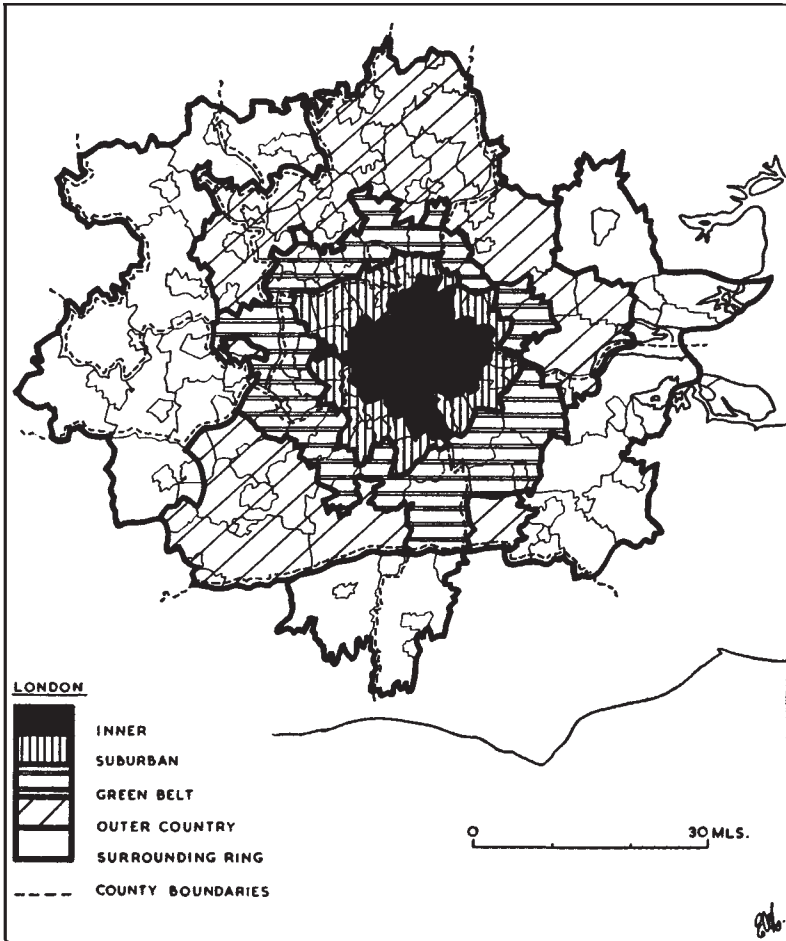 LONDON
INNER
SUBURBAN
GREEN BELT
OUTER COUNTRY
SURROUNDING RING
COUNTY BOUNDARIES
0 30 MLS.